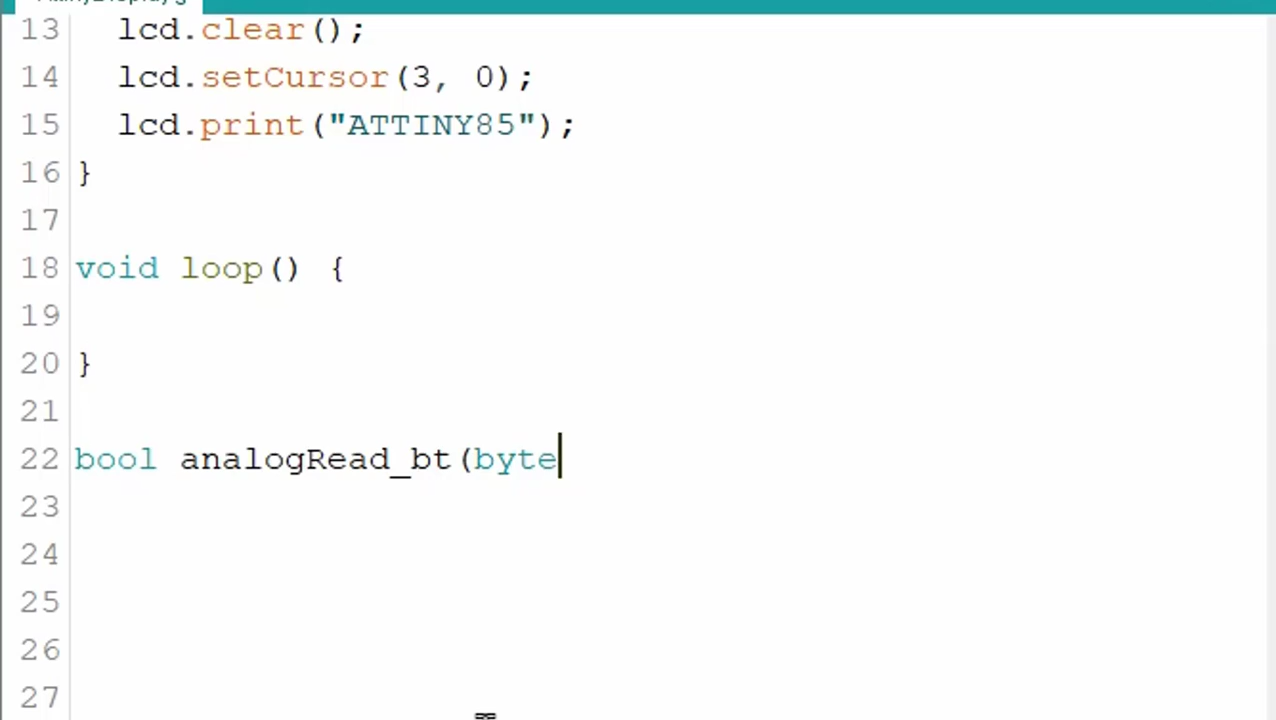 13 lcd.clear();
14 lcd.setCursor(3, 0);
15 lcd.print("ATTINY85");
16 }
17
18 void loop() {
19
20 }
21
22 bool analogRead_bt(byte
23
24
25
26
27